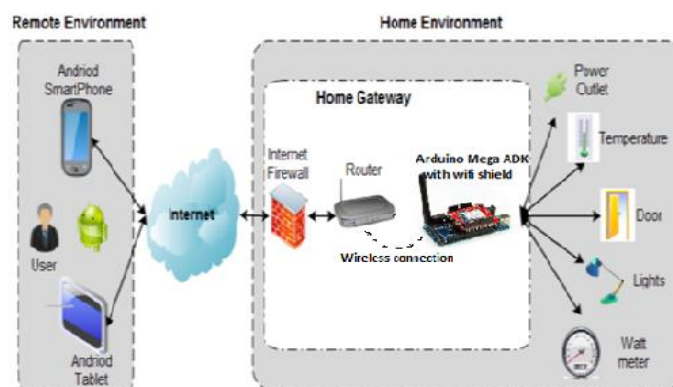 Remote Environment
Home Environment
Andriod
SmartPhone
User
Andriod
Tablet
Internet
Home Gateway
Internet
Firewall
Router
Arduino Mega ADK
with wifi shield
Wireless connection
Power
Outlet
Temperature
Door
Lights
Watt
meter